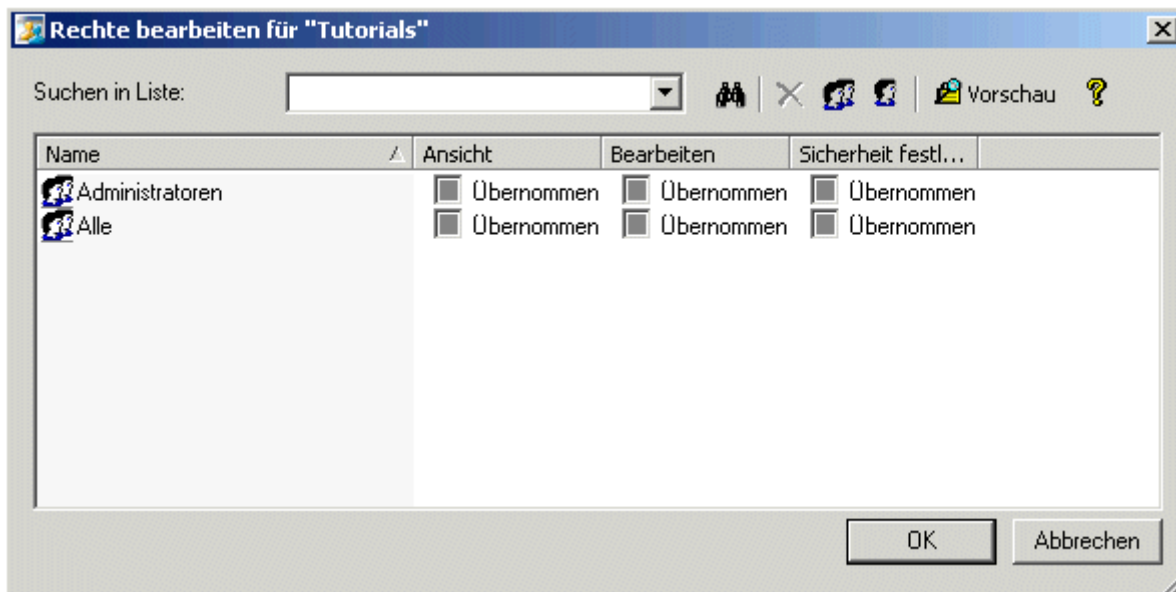 Rechte bearbeiten für "Tutorials"
Suchen in Liste:
Vorschau
Name Ansicht Bearbeiten Sicherheit festl...
Administratoren Übernommen Übernommen Übernommen
Alle Übernommen Übernommen Übernommen
OK Abbrechen